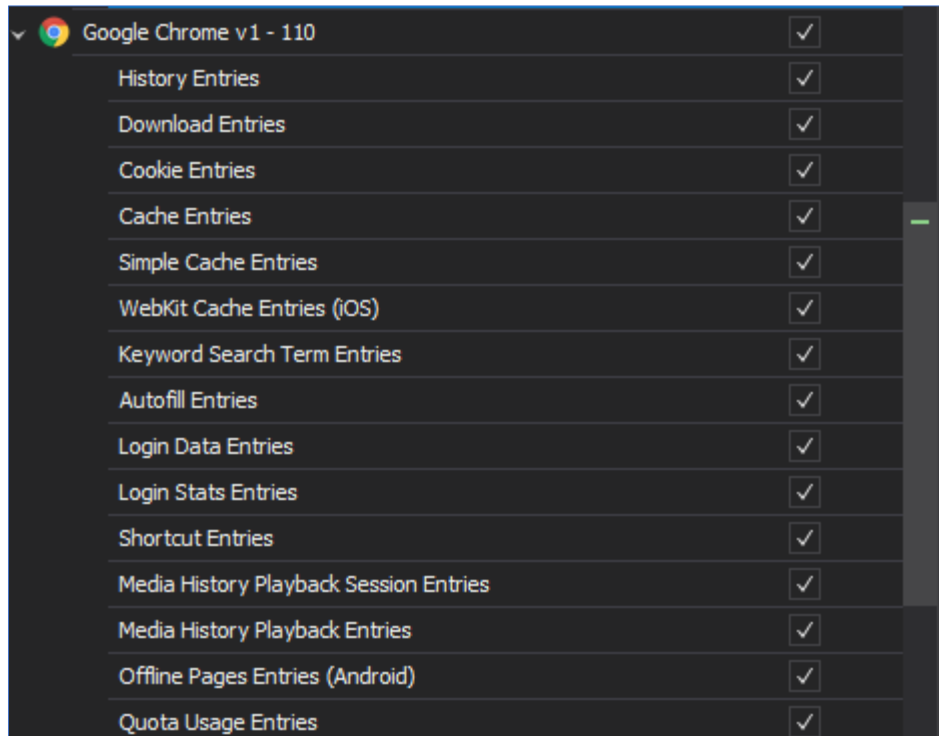 Google Chrome v1 - 110
History Entries
Download Entries
Cookie Entries
Cache Entries
Simple Cache Entries
WebKit Cache Entries (iOS)
Keyword Search Term Entries
Autofill Entries
Login Data Entries
Login Stats Entries
Shortcut Entries
Media History Playback Session Entries
Media History Playback Entries
Offline Pages Entries (Android)
Quota Usage Entries